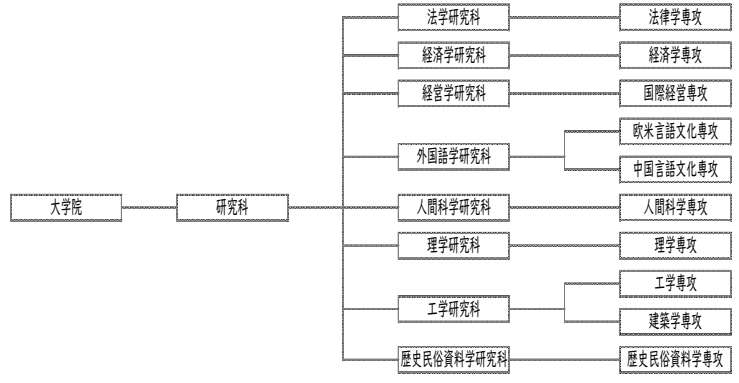 法学研究科
法律学専攻
経済学研究科
経済学専攻
経営学研究科
国際経営専攻
欧米言語文化専攻
外国語学研究科
中国言語文化専攻
大学院
研究科
人間科学研究科
人間科学専攻
理学研究科
理学専攻
工学専攻
工学研究科
建築学専攻
歴史民俗資料学研究科
歴史民俗資料学専攻